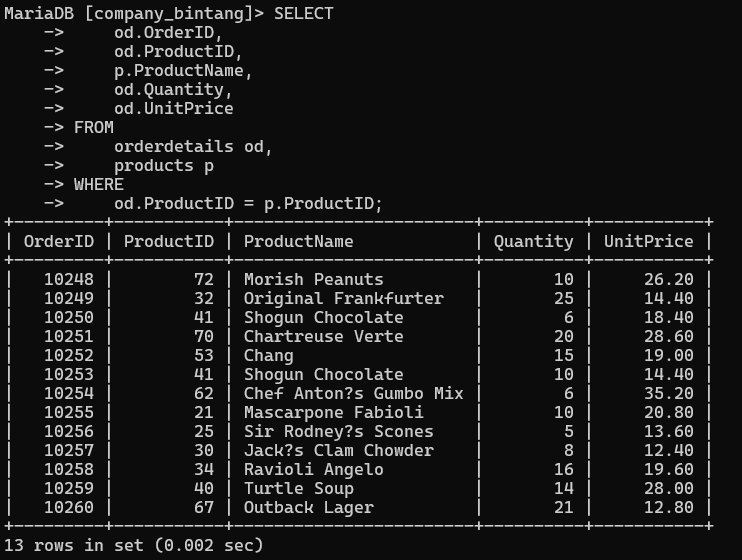 MariaDB [company_bintang]> SELECT
    ->     od.OrderID,
    ->     od.ProductID,
    ->     p.ProductName,
    ->     od.Quantity,
    ->     od.UnitPrice
    -> FROM
    ->     orderdetails od,
    ->     products p
    -> WHERE
    ->     od.ProductID = p.ProductID;
+---------+-----------+------------------------+----------+-----------+
| OrderID | ProductID | ProductName            | Quantity | UnitPrice |
+---------+-----------+------------------------+----------+-----------+
|   10248 |        72 | Morish Peanuts         |       10 |     26.20 |
|   10249 |        32 | Original Frankfurter   |       25 |     14.40 |
|   10250 |        41 | Shogun Chocolate       |        6 |     18.40 |
|   10251 |        70 | Chartreuse Verte       |       20 |     28.60 |
|   10252 |        53 | Chang                  |       15 |     19.00 |
|   10253 |        41 | Shogun Chocolate       |       10 |     14.40 |
|   10254 |        62 | Chef Anton?s Gumbo Mix |        6 |     35.20 |
|   10255 |        21 | Mascarpone Fabioli     |       10 |     20.80 |
|   10256 |        25 | Sir Rodney?s Scones    |        5 |     13.60 |
|   10257 |        30 | Jack?s Clam Chowder    |        8 |     12.40 |
|   10258 |        34 | Ravioli Angelo         |       16 |     19.60 |
|   10259 |        40 | Turtle Soup            |       14 |     28.00 |
|   10260 |        67 | Outback Lager          |       21 |     12.80 |
+---------+-----------+------------------------+----------+-----------+
13 rows in set (0.002 sec)